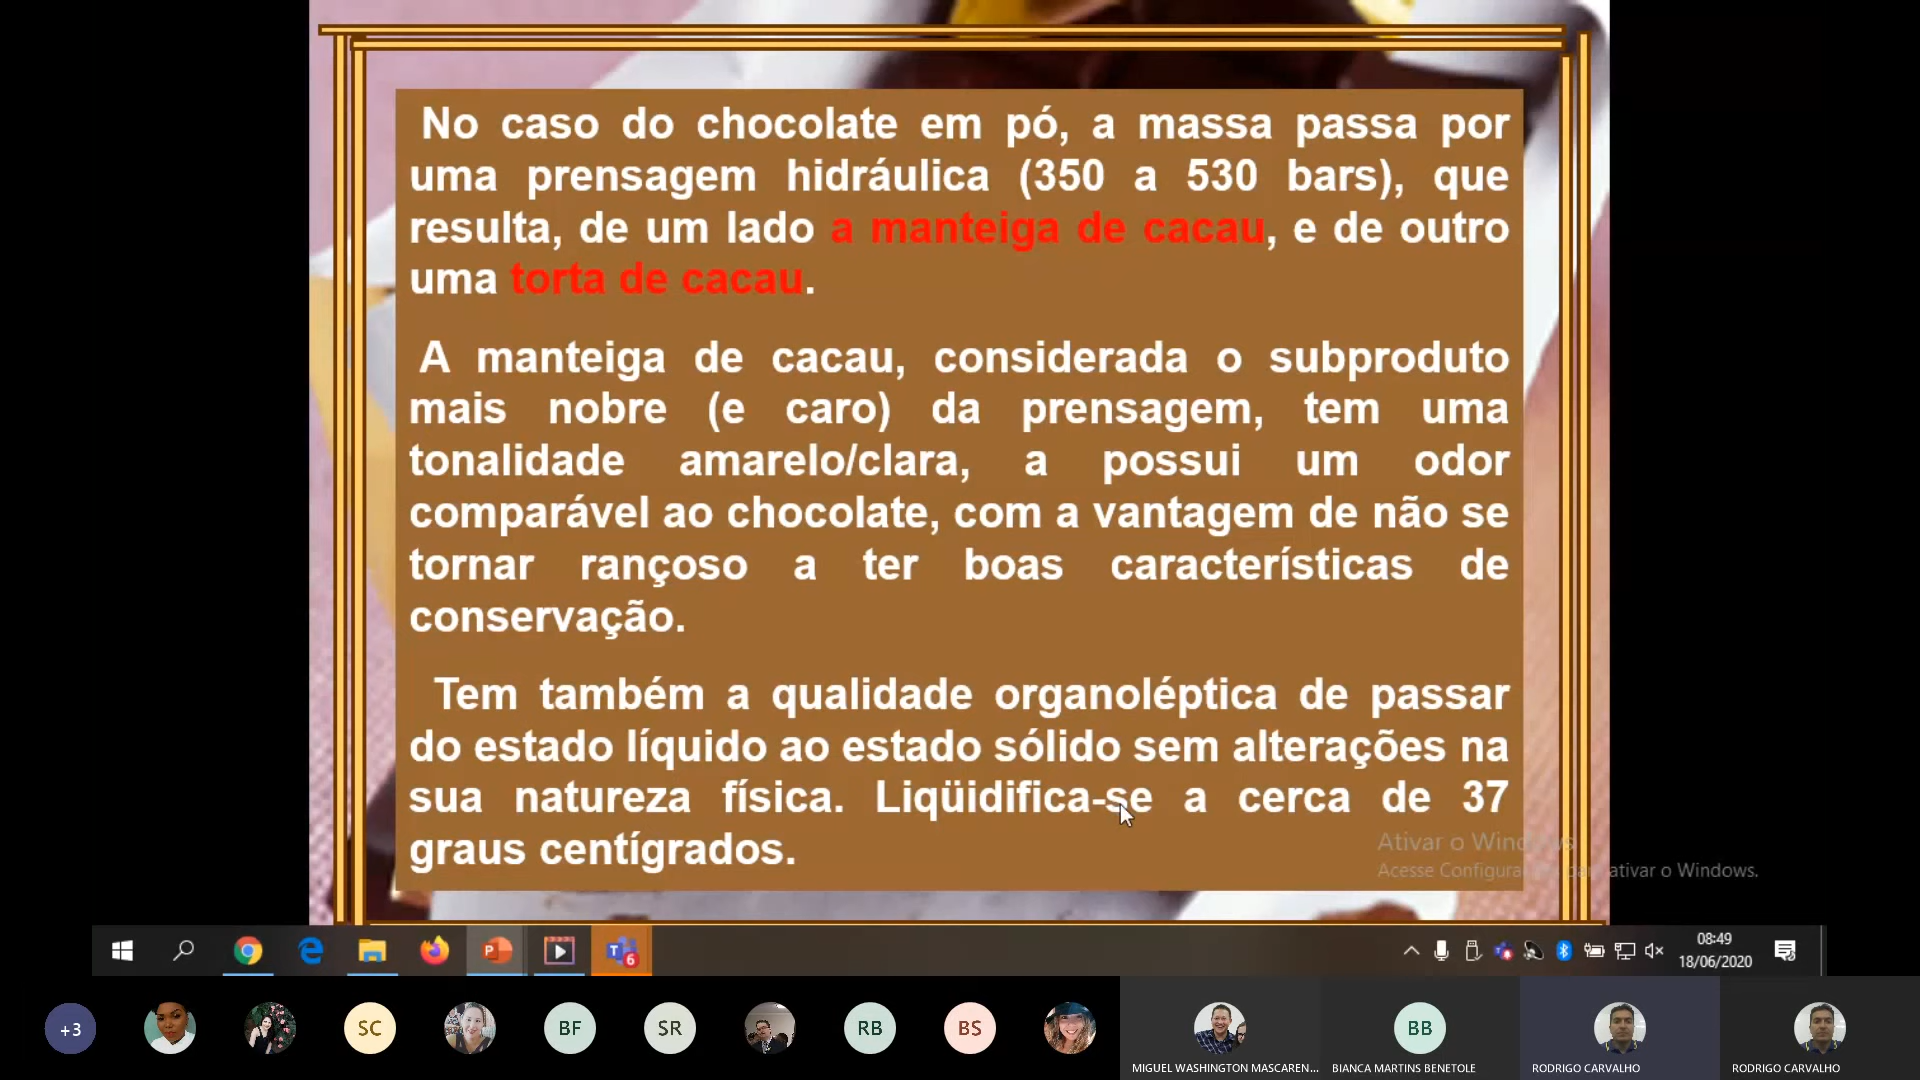 No caso do chocolate em pó, a massa passa por
uma prensagem hidráulica (350 a 530 bars), que
resulta, de um lado a manteiga de cacau, e de outro
uma torta de cacau.
A manteiga de cacau, considerada o subproduto
mais nobre (e caro) da prensagem, tem uma
tonalidade amarelo/clara, a possui um odor
comparável ao chocolate, com a vantagem de não se
tornar rançoso a ter boas características de
conservação.
Tem também a qualidade organoléptica de passar
do estado líquido ao estado sólido sem alterações na
sua natureza física. Liqüidifica-se a cerca de 37
graus centígrados.
Ativar o Windows
Acesse Configurações para ativar o Windows.
08:49
18/06/2020
6
+3
SC
BF
SR
RB
BS
BB
MIGUEL WASHINGTON MASCAREN...
BIANCA MARTINS BENETOLE
RODRIGO CARVALHO
RODRIGO CARVALHO